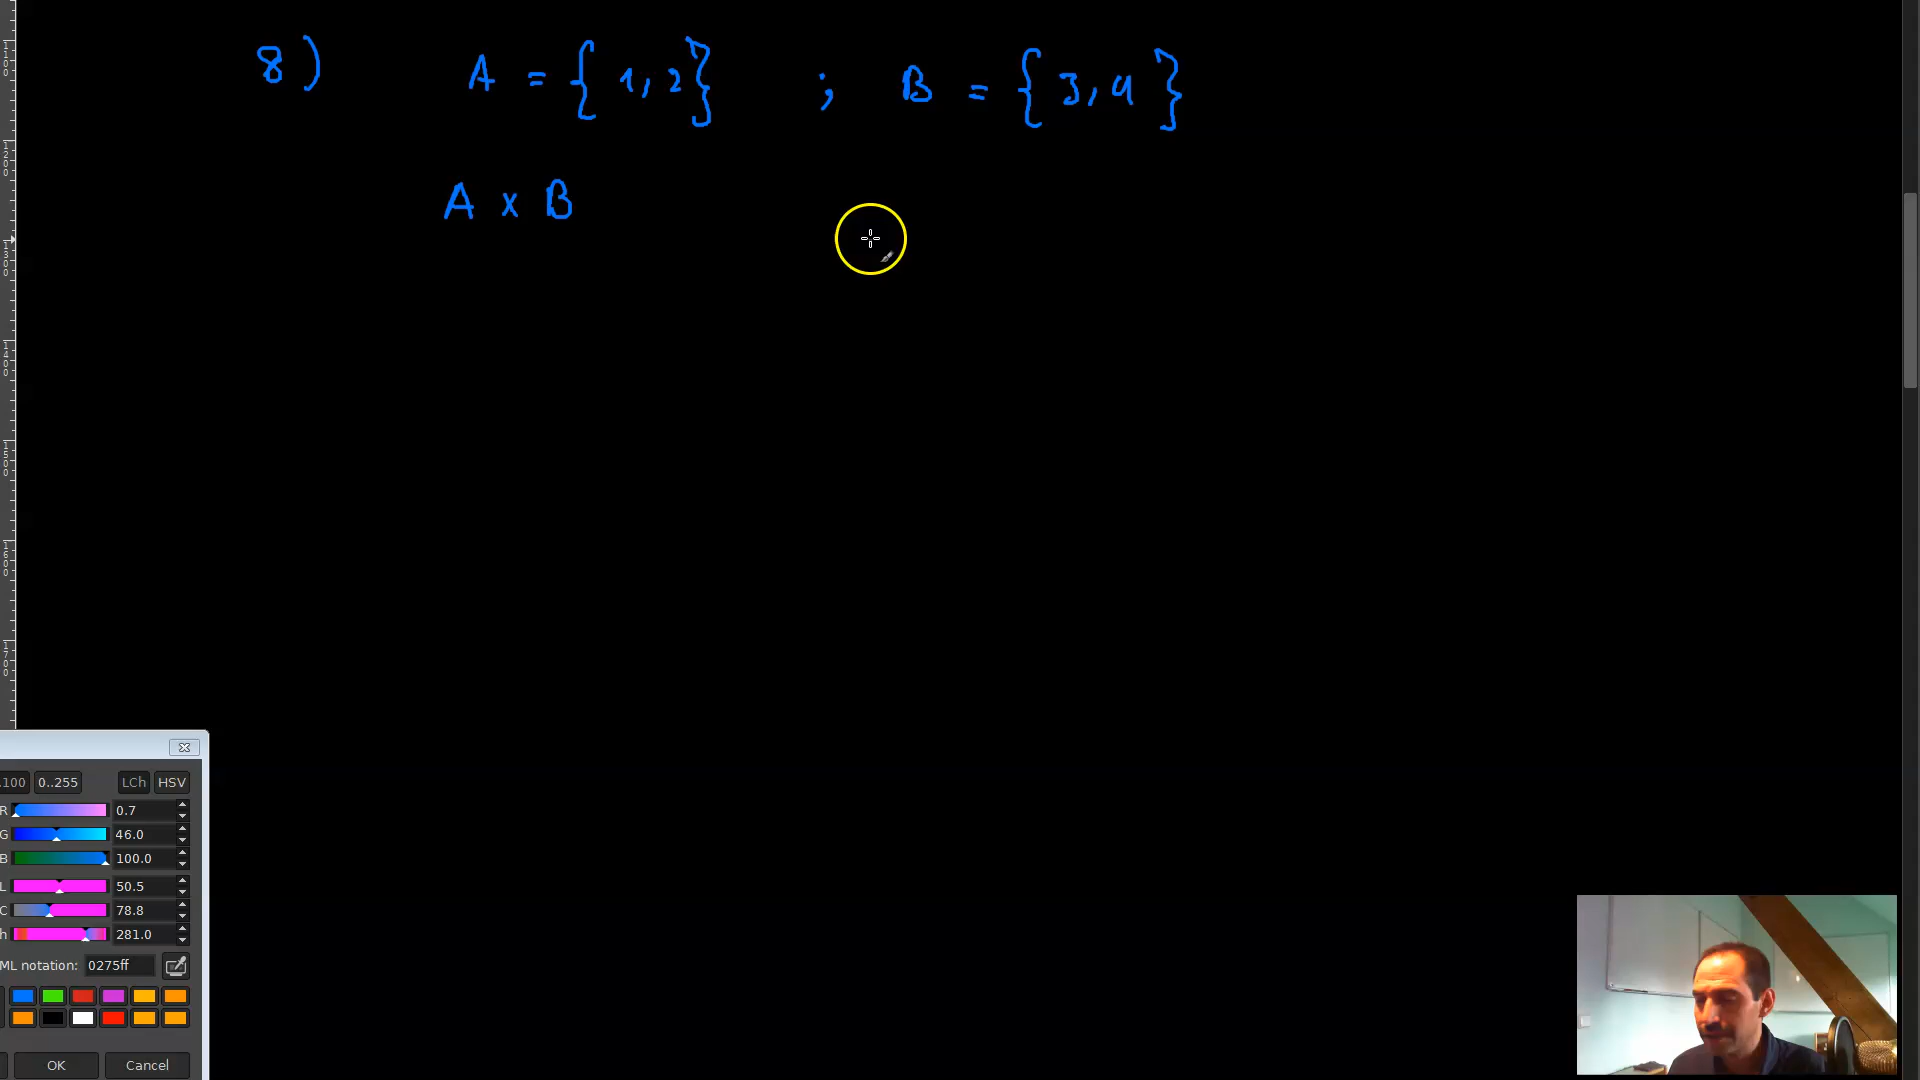 8) A = { 1, 2 } ; B = { 3, 4 }
A x B
.100 0..255 LCh HSV
R 0.7
G 46.0
B 100.0
L 50.5
C 78.8
h 281.0
ML notation: 0275ff
OK Cancel